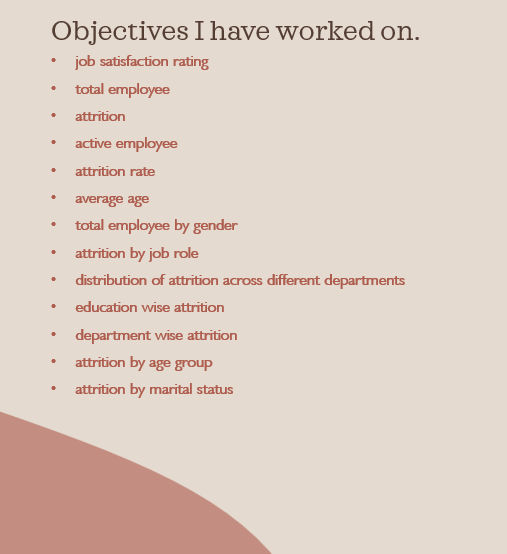 Objectives I have worked on.
• job satisfaction rating
• total employee
• attrition
• active employee
• attrition rate
• average age
• total employee by gender
• attrition by job role
• distribution of attrition across different departments
• education wise attrition
• department wise attrition
• attrition by age group
• attrition by marital status